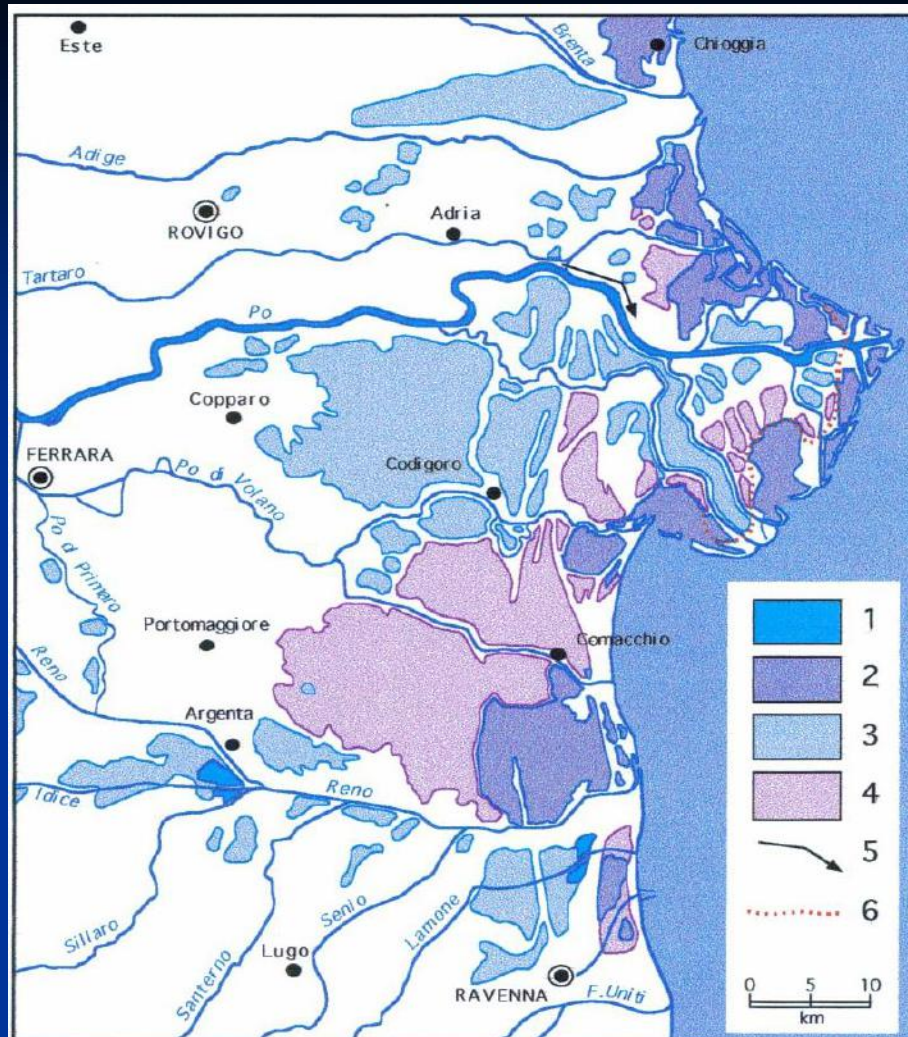 Este
Brenta
Chioggia
Adige
ROVIGO
Adria
Tartaro
Po
Copparo
FERRARA
Codigoro
Po di Volano
Po d Primaro
Portomaggiore
Comacchio
Reno
Argenta
Idice
Reno
Sillaro
Santerno
Senio
Lamone
Lugo
RAVENNA
F.Uniti
1
2
3
4
5
6
0 5 10
km